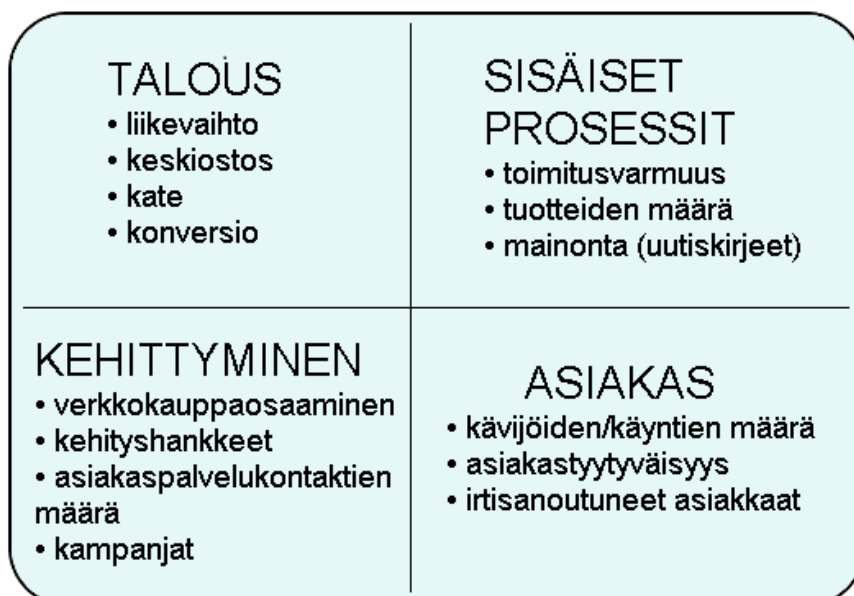 TALOUS
• liikevaihto
• keskiostos
• kate
• konversio
SISÄISET
PROSESSIT
• toimitusvarmuus
• tuotteiden määrä
• mainonta (uutiskirjeet)
KEHITTYMINEN
• verkkokauppaosaaminen
• kehityshankkeet
• asiakaspalvelukontaktien
määrä
• kampanjat
ASIAKAS
• kävijöiden/käyntien määrä
• asiakastyytyväisyys
• irtisanoutuneet asiakkaat